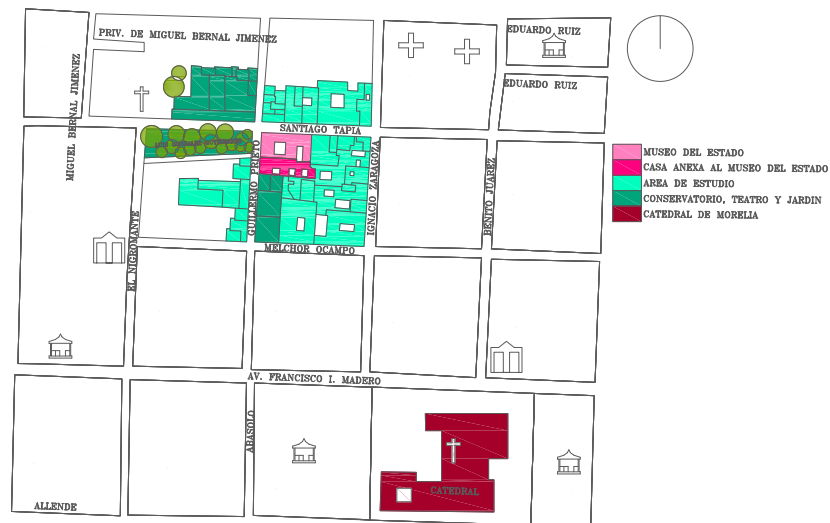 PRIV. DE MIGUEL BERNAL JIMENEZ
EDUARDO RUIZ
EDUARDO RUIZ
MIGUEL BERNAL JIMENEZ
SANTIAGO TAPIA
GUILLERMO PRIETO
IGNACIO ZARAGOZA
BENITO JUAREZ
EL NIGROMANTE
MELCHOR OCAMPO
AV. FRANCISCO I. MADERO
ABASOLO
CATEDRAL
ALLENDE
MUSEO DEL ESTADO
CASA ANEXA AL MUSEO DEL ESTADO
AREA DE ESTUDIO
CONSERVATORIO, TEATRO Y JARDIN
CATEDRAL DE MORELIA